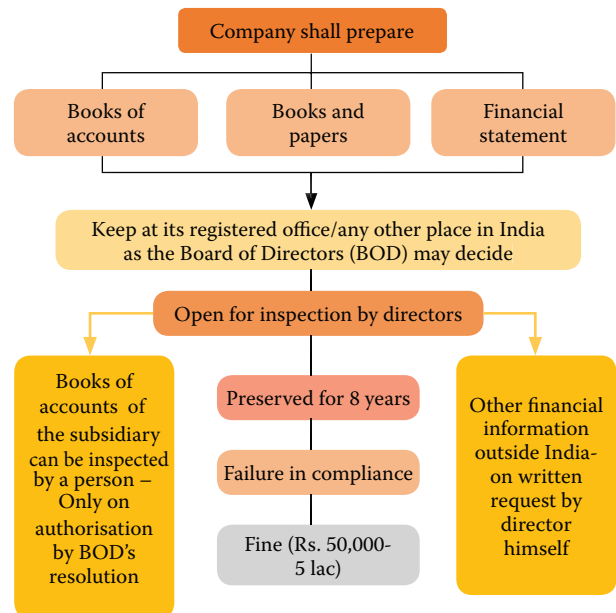 Company shall prepare
Books of
accounts
Books and
papers
Financial
statement
Keep at its registered office/any other place in India
as the Board of Directors (BOD) may decide
Open for inspection by directors
Books of
accounts of
the subsidiary
can be inspected
by a person –
Only on
authorisation
by BOD's
resolution
Preserved for 8 years
Failure in compliance
Fine (Rs. 50,000-
5 lac)
Other financial
information
outside India-
on written
request by
director
himself